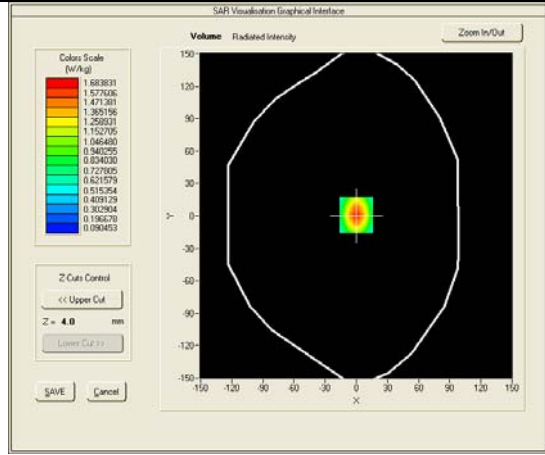 SAR Visualisation Graphical Interface
Volume Radiated Intensity
Zoom In/Out
Colors Scale
(W/kg)
1.683831
1.577606
1.471381
1.365156
1.258931
1.152705
1.046480
0.940255
0.834030
0.727805
0.621579
0.515354
0.409129
0.302904
0.196678
0.090453
Z Cuts Control
<< Upper Cut
Z = 4.0 mm
Lower Cut >>
SAVE Cancel
150
120
90
60
30
0
-30
-60
-90
-120
-150
Y
-150 -120 -90 -60 -30 0 30 60 90 120 150
X